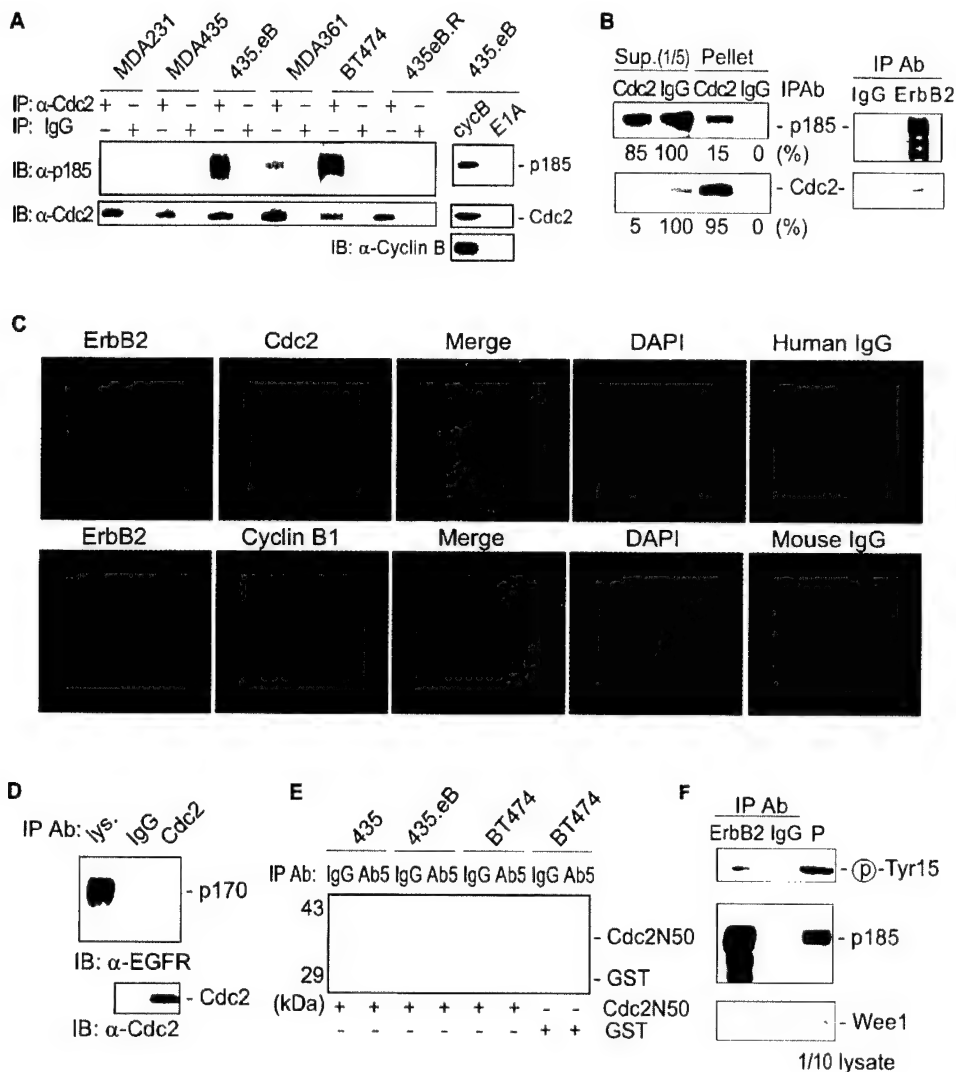 A
MDA231 MDA435 435.eB MDA361 BT474 435eB.R 435.eB
IP: α-Cdc2 + - + - + - + - + - + -
IP: IgG - + - + - + - + - + - +
cycB E1A
IB: α-p185
- p185
IB: α-Cdc2
- Cdc2
IB: α-Cyclin B
B
Sup.(1/5) Pellet
Cdc2 IgG Cdc2 IgG IPAb
- p185 -
85 100 15 0 (%)
- Cdc2-
5 100 95 0 (%)
IP Ab
IgG ErbB2
C
ErbB2 Cdc2 Merge DAPI Human IgG
ErbB2 Cyclin B1 Merge DAPI Mouse IgG
D
IP Ab: lys. IgG Cdc2
- p170
IB: α-EGFR
- Cdc2
IB: α-Cdc2
E
435 435.eB BT474 BT474
IP Ab: IgG Ab5 IgG Ab5 IgG Ab5 IgG Ab5
43
- Cdc2N50
29
- GST
(kDa) + + + + + + - - Cdc2N50
- - - - - - + + GST
F
IP Ab
ErbB2 IgG P
- ⓟ-Tyr15
- p185
- Wee1
1/10 lysate